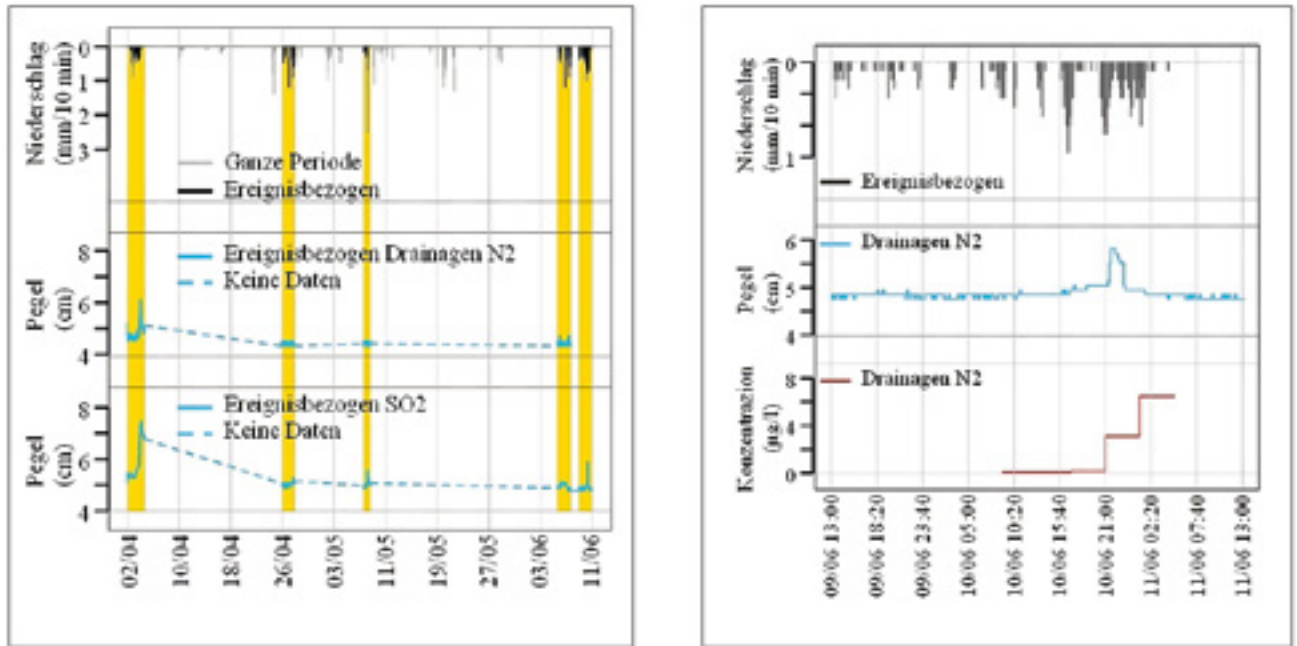 Niederschlag
(mm/10 min)
0
1
2
3
Ganze Periode
Ereignisbezogen
Pegel
(cm)
8
6
4
Ereignisbezogen Drainagen N2
Keine Daten
Pegel
(cm)
8
6
4
Ereignisbezogen SO2
Keine Daten
02/04
10/04
18/04
26/04
03/05
11/05
19/05
27/05
03/06
11/06
Niederschlag
(mm/10 min)
0
1
Ereignisbezogen
Pegel
(cm)
6
5
4
Drainagen N2
Konzentrazion
(µg/l)
8
4
0
Drainagen N2
09/06 13:00
09/06 18:20
09/06 23:40
10/06 05:00
10/06 10:20
10/06 15:40
10/06 21:00
11/06 02:20
11/06 07:40
11/06 13:00